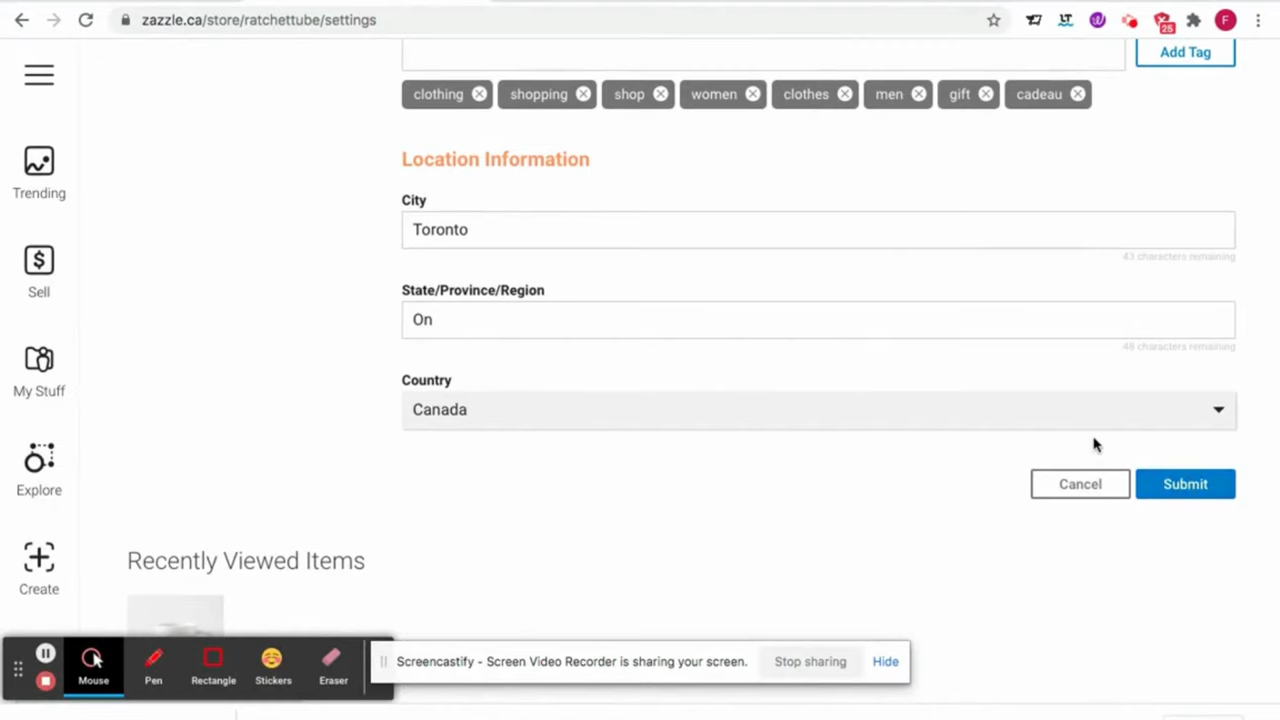 zazzle.ca/store/ratchettube/settings
LT
25
F
Add Tag
clothing shopping shop women clothes men gift cadeau
Trending
Sell
My Stuff
Explore
Create
Location Information
City
Toronto
43 characters remaining
State/Province/Region
On
48 characters remaining
Country
Canada
Cancel Submit
Recently Viewed Items
Mouse Pen Rectangle Stickers Eraser
Screencastify - Screen Video Recorder is sharing your screen. Stop sharing Hide